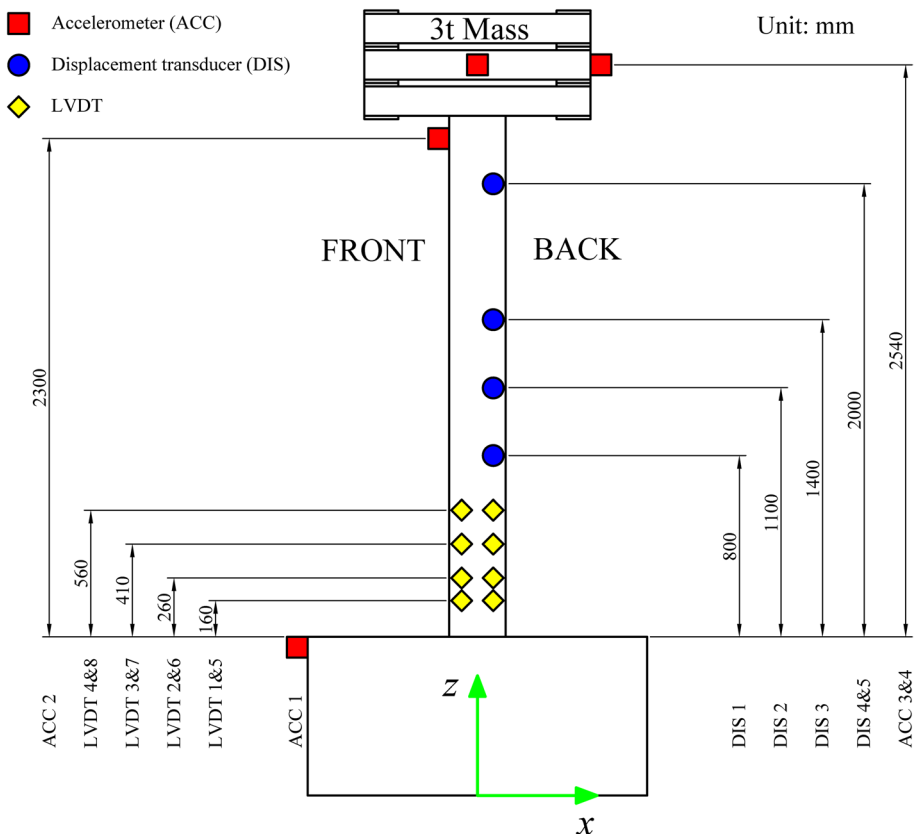 Accelerometer (ACC)
3t Mass
Unit: mm
Displacement transducer (DIS)
LVDT
FRONT
BACK
2300
560
410
260
160
800
1100
1400
2000
2540
ACC 2
LVDT 4&8
LVDT 3&7
LVDT 2&6
LVDT 1&5
ACC 1
z
x
DIS 1
DIS 2
DIS 3
DIS 4&5
ACC 3&4